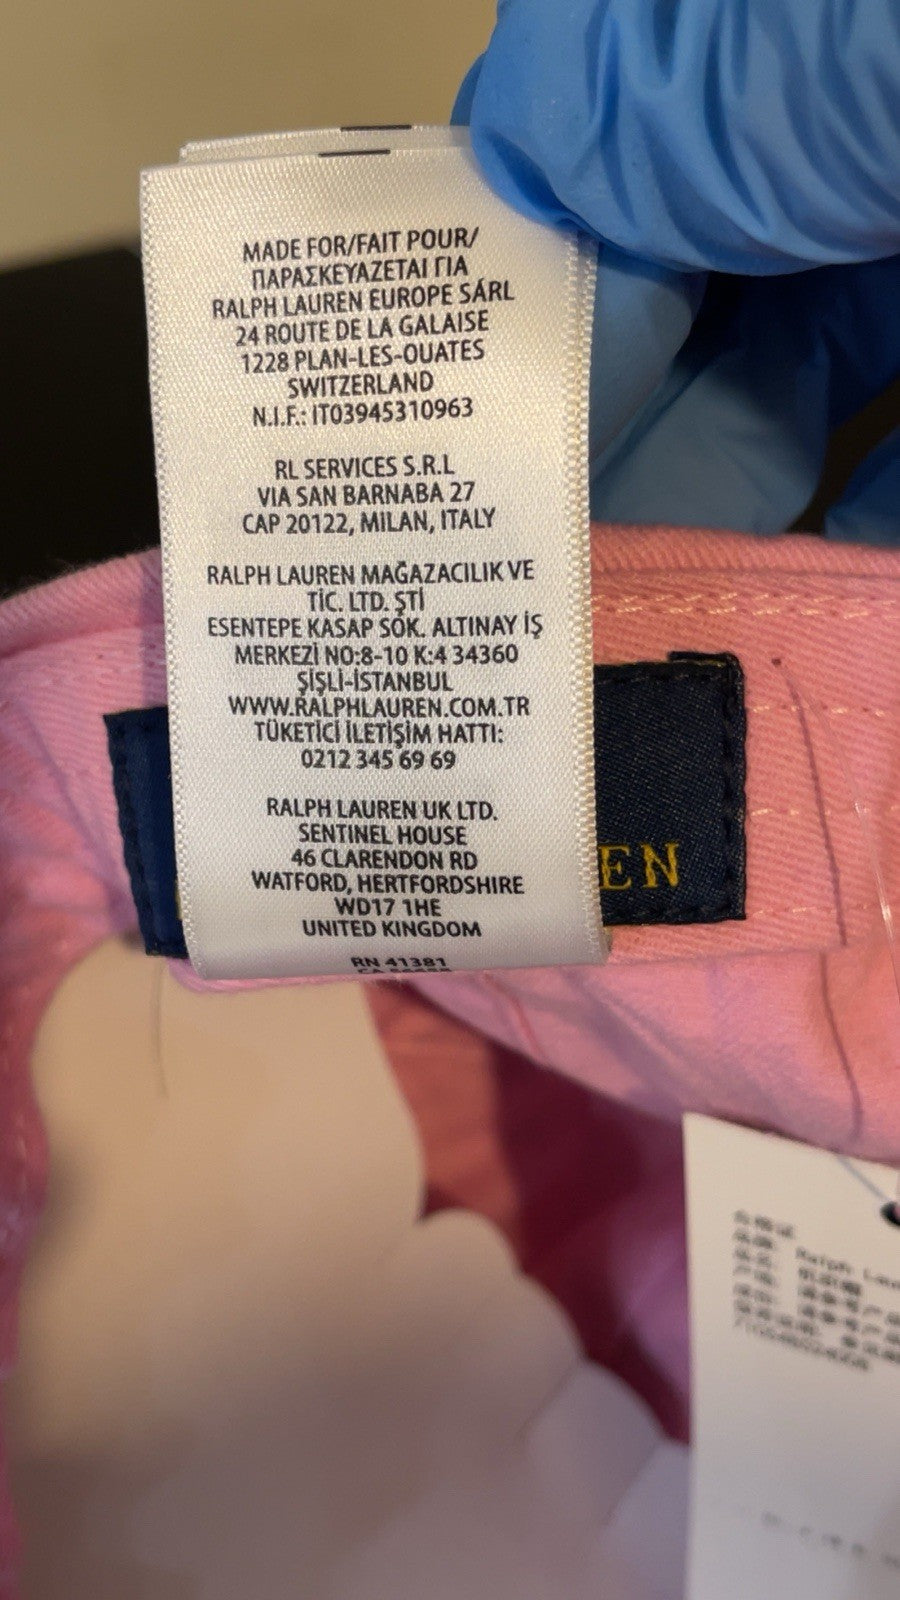 MADE FOR/FAIT POUR/
ΠΑΡΑΣΚΕΥΑΖΕΤΑΙ ΓΙΑ
RALPH LAUREN EUROPE SÁRL
24 ROUTE DE LA GALAISE
1228 PLAN-LES-OUATES
SWITZERLAND
N.I.F.: IT03945310963
RL SERVICES S.R.L
VIA SAN BARNABA 27
CAP 20122, MILAN, ITALY
RALPH LAUREN MAĞAZACILIK VE
TİC. LTD. ŞTİ
ESENTEPE KASAP SOK. ALTINAY İŞ
MERKEZİ NO:8-10 K:4 34360
ŞİŞLİ-İSTANBUL
WWW.RALPHLAUREN.COM.TR
TÜKETİCİ İLETİŞİM HATTI:
0212 345 69 69
RALPH LAUREN UK LTD.
SENTINEL HOUSE
46 CLARENDON RD
WATFORD, HERTFORDSHIRE
WD17 1HE
UNITED KINGDOM
RN 41381
EN
Ralph